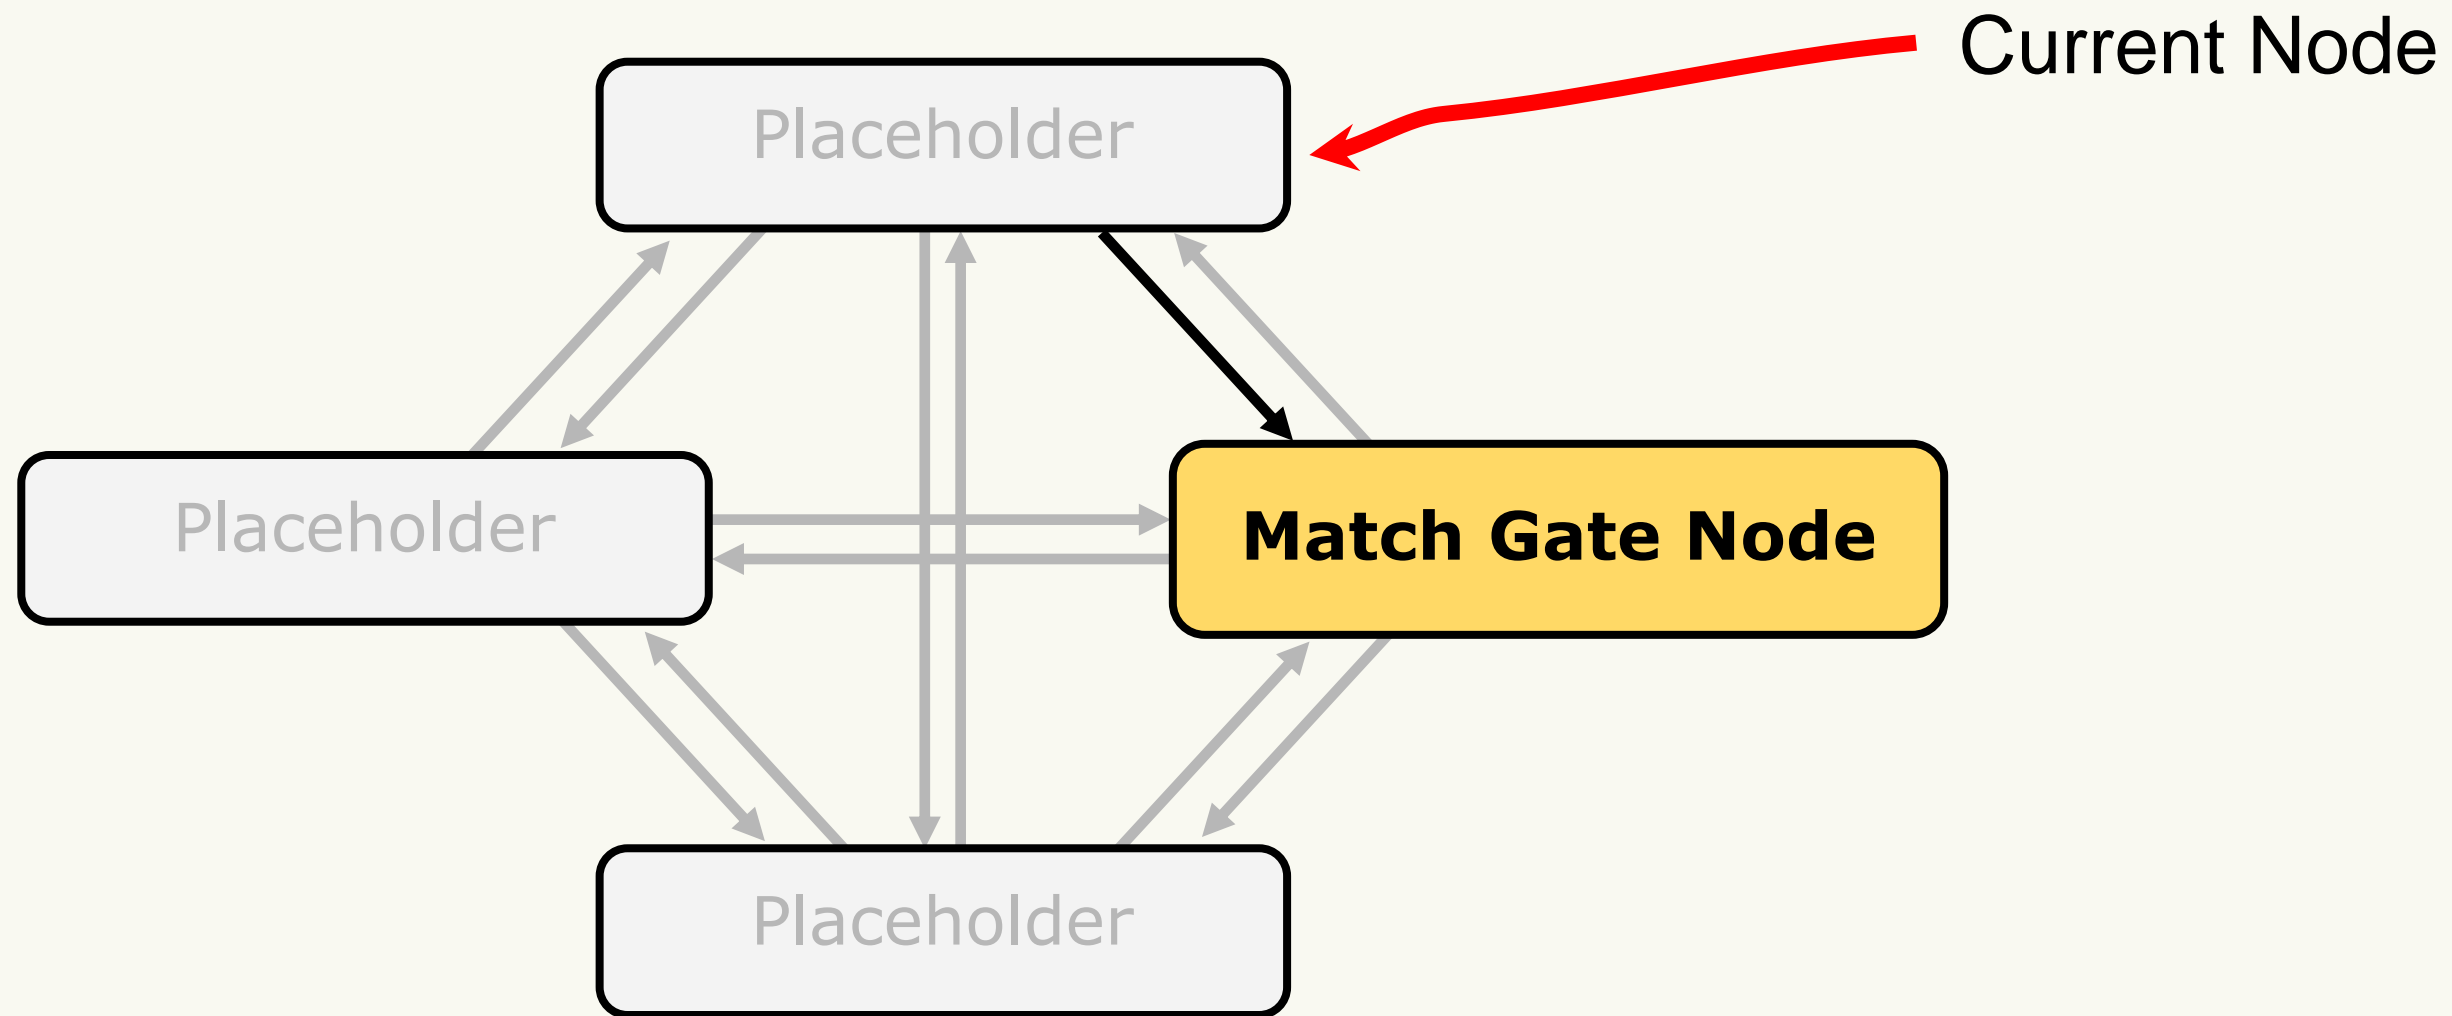 Current Node
Placeholder
Placeholder
Match Gate Node
Placeholder